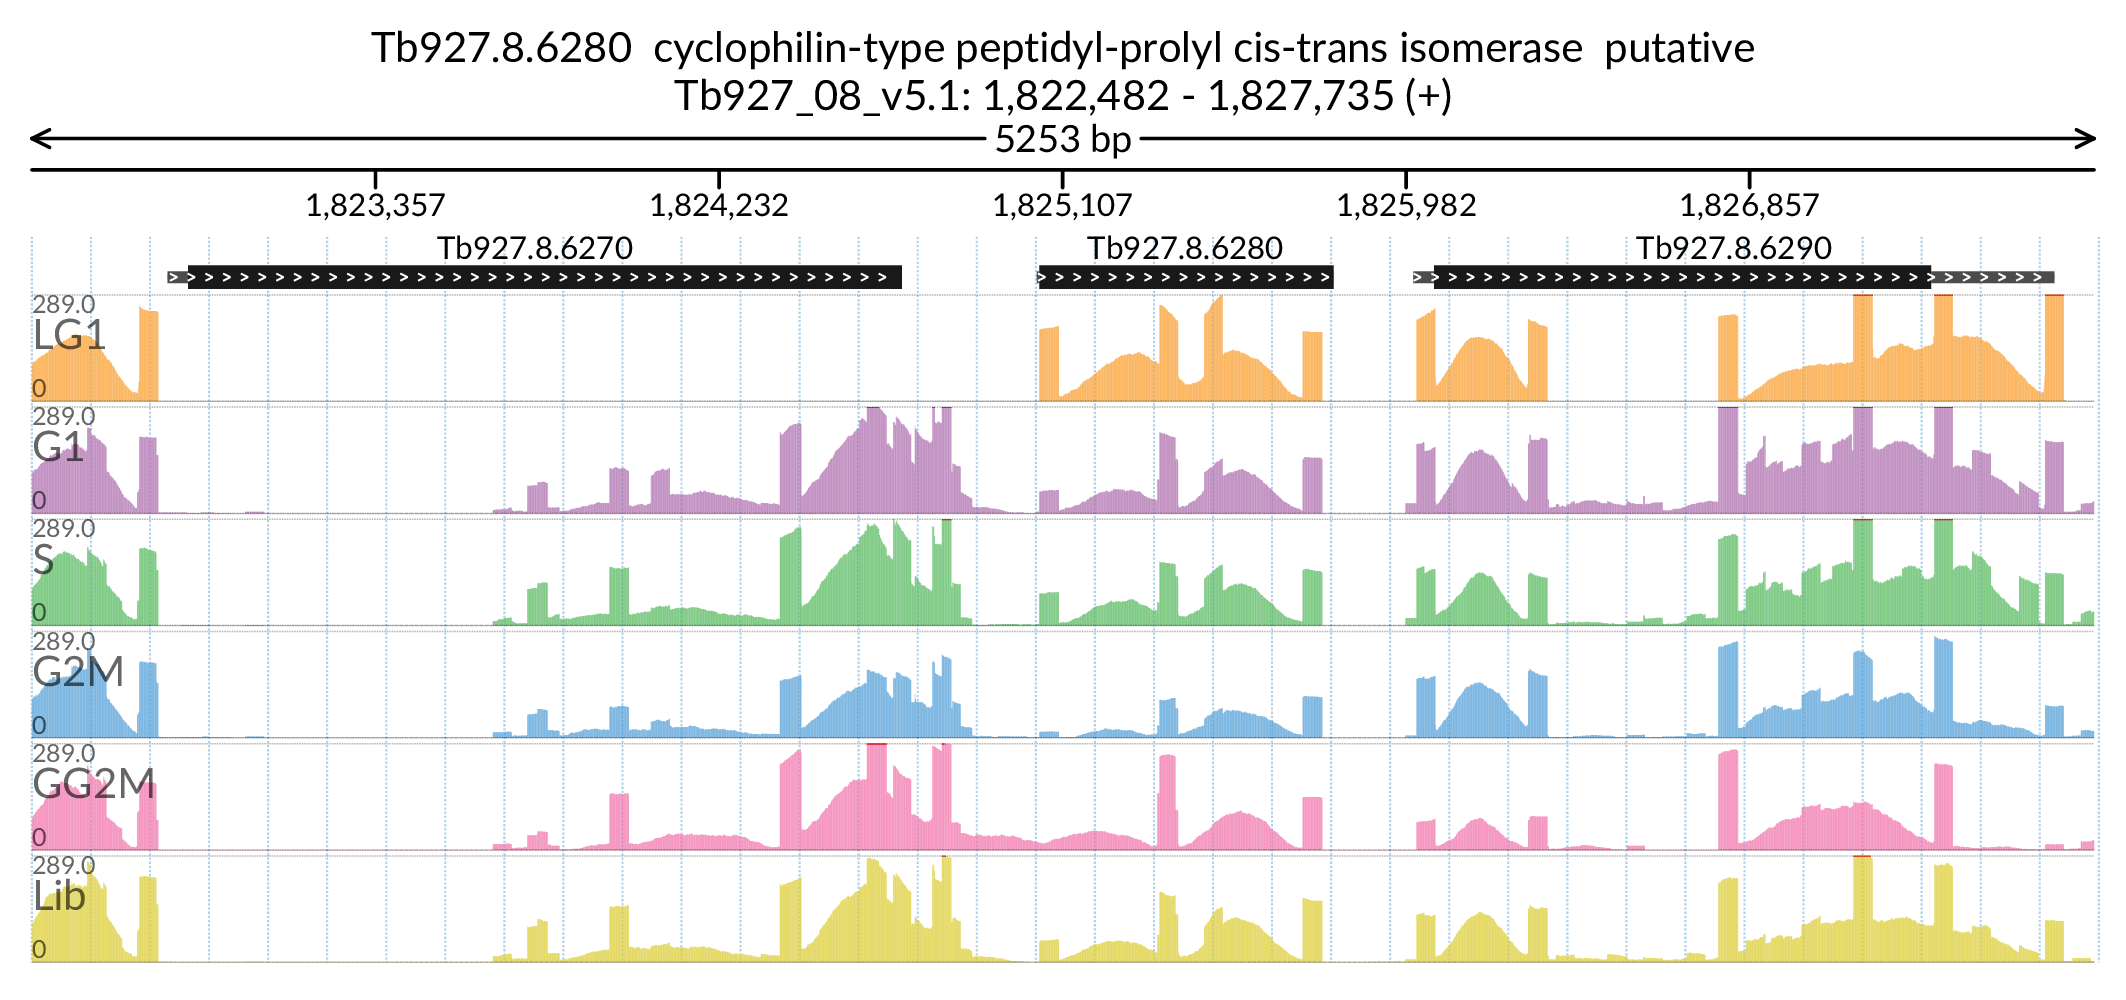 Tb927.8.6280  cyclophilin-type peptidyl-prolyl cis-trans isomerase  putative
Tb927_08_v5.1: 1,822,482 - 1,827,735 (+)
5253 bp
1,823,357 1,824,232 1,825,107 1,825,982 1,826,857
Tb927.8.6270 Tb927.8.6280 Tb927.8.6290
289.0
LG1
0
289.0
G1
0
289.0
S
0
289.0
G2M
0
289.0
GG2M
0
289.0
Lib
0